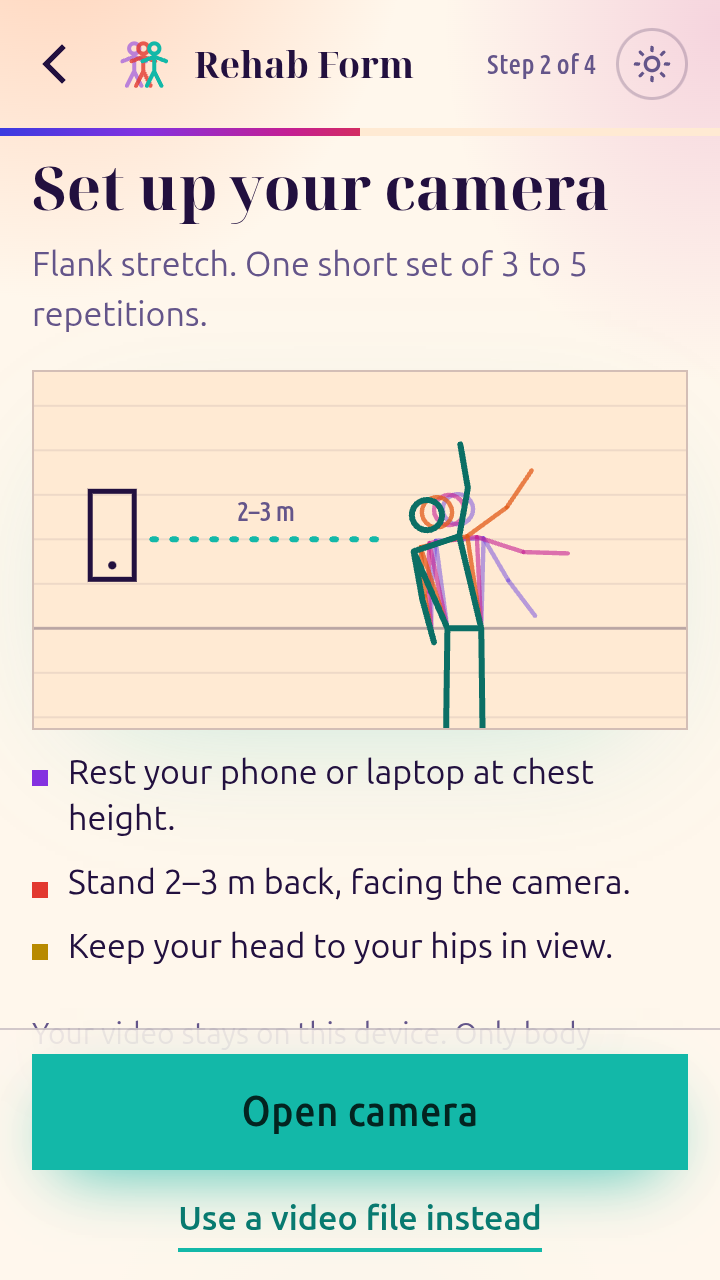 Rehab Form
Step 2 of 4
Set up your camera
Flank stretch. One short set of 3 to 5
repetitions.
2–3 m
Rest your phone or laptop at chest
height.
Stand 2–3 m back, facing the camera.
Keep your head to your hips in view.
Your video stays on this device. Only body
Open camera
Use a video file instead